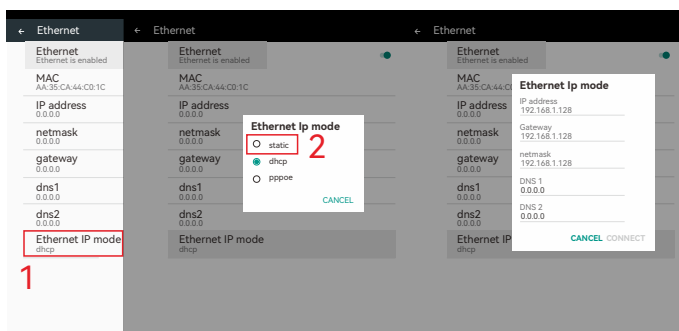 ← Ethernet
Ethernet
Ethernet is enabled
MAC
AA:35:CA:44:C0:1C
IP address
0.0.0.0
netmask
0.0.0.0
gateway
0.0.0.0
dns1
0.0.0.0
dns2
0.0.0.0
Ethernet IP mode
dhcp
1
← Ethernet
Ethernet
Ethernet is enabled
MAC
AA:35:CA:44:C0:1C
IP address
0.0.0.0
netmask
0.0.0.0
gateway
0.0.0.0
dns1
0.0.0.0
dns2
0.0.0.0
Ethernet IP mode
dhcp
Ethernet Ip mode
static
2
dhcp
pppoe
CANCEL
← Ethernet
Ethernet
Ethernet is enabled
MAC
AA:35:CA:44:C0
IP address
0.0.0.0
netmask
0.0.0.0
gateway
0.0.0.0
dns1
0.0.0.0
dns2
0.0.0.0
Ethernet IP
dhcp
Ethernet Ip mode
IP address
192.168.1.128
Gateway
192.168.1.128
netmask
192.168.1.128
DNS 1
0.0.0.0
DNS 2
0.0.0.0
CANCEL CONNECT